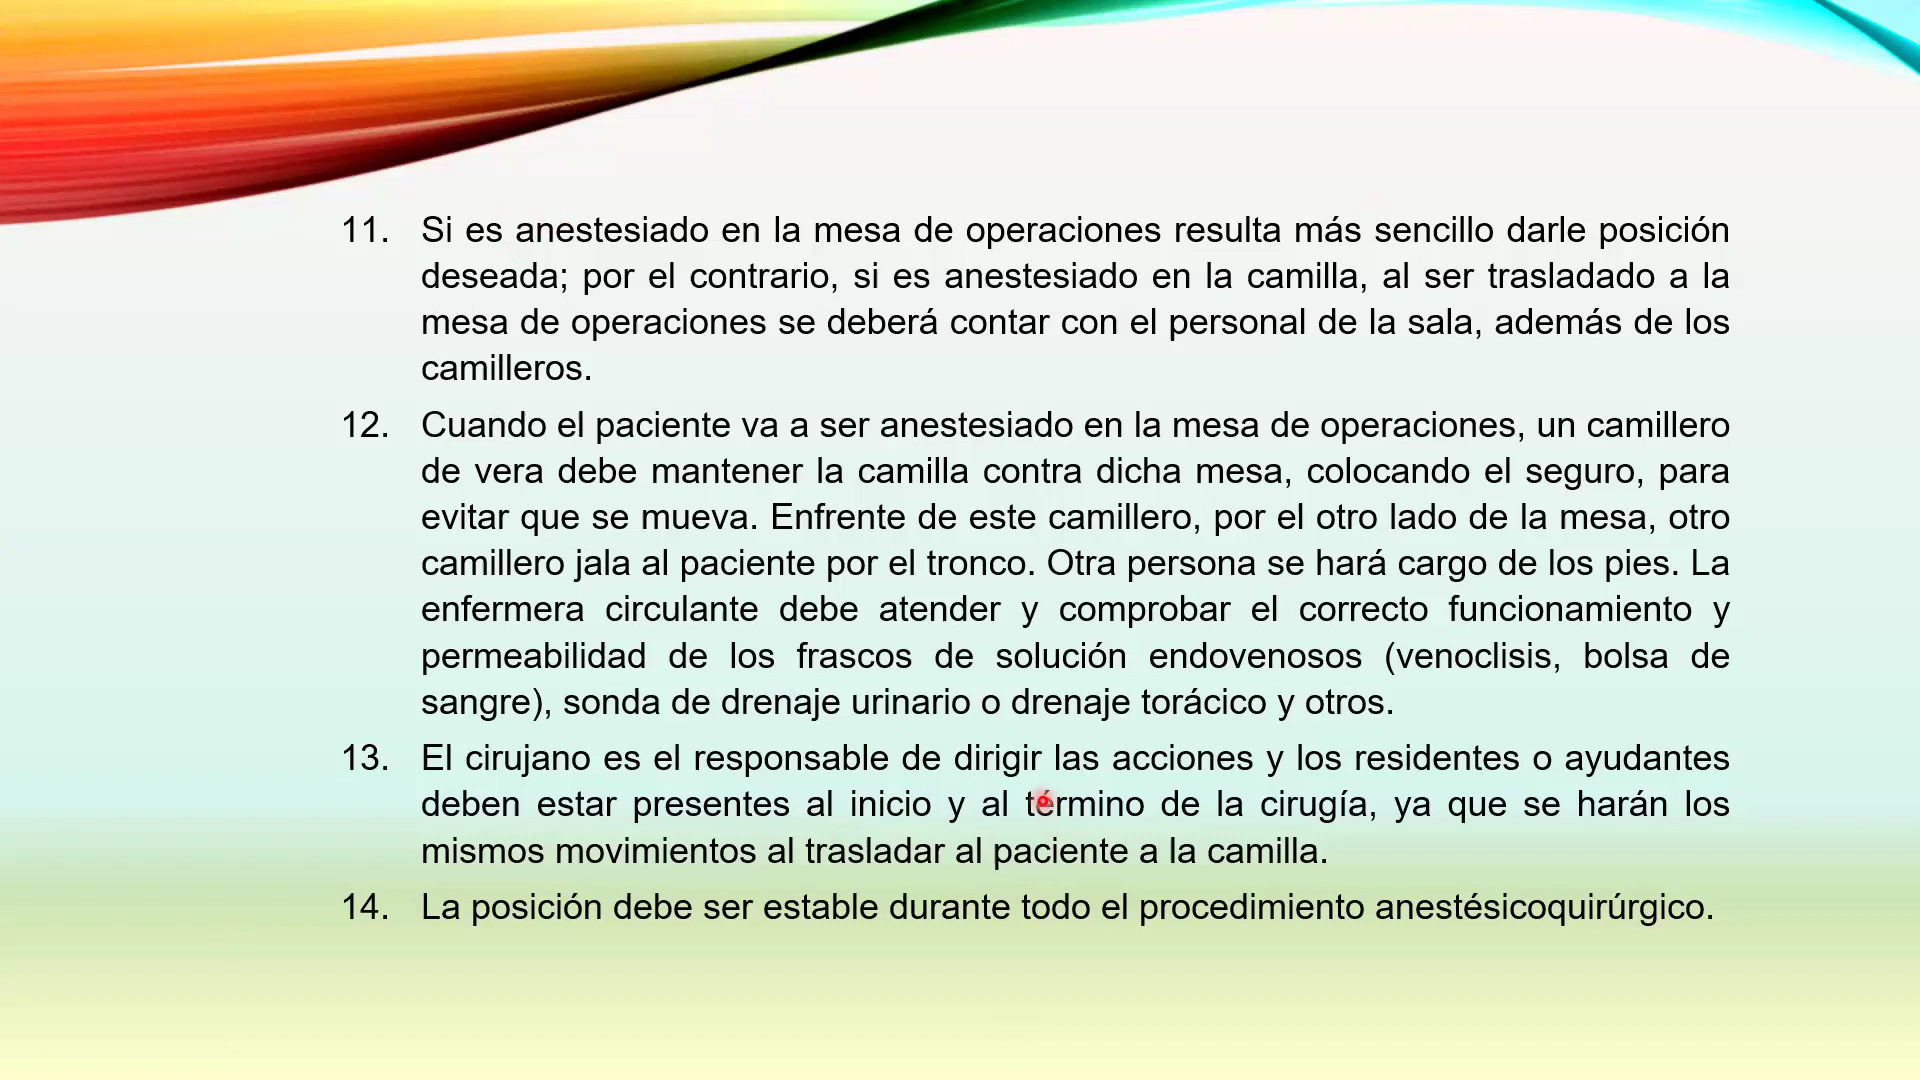 11. Si es anestesiado en la mesa de operaciones resulta más sencillo darle posición
deseada; por el contrario, si es anestesiado en la camilla, al ser trasladado a la
mesa de operaciones se deberá contar con el personal de la sala, además de los
camilleros.
12. Cuando el paciente va a ser anestesiado en la mesa de operaciones, un camillero
de vera debe mantener la camilla contra dicha mesa, colocando el seguro, para
evitar que se mueva. Enfrente de este camillero, por el otro lado de la mesa, otro
camillero jala al paciente por el tronco. Otra persona se hará cargo de los pies. La
enfermera circulante debe atender y comprobar el correcto funcionamiento y
permeabilidad de los frascos de solución endovenosos (venoclisis, bolsa de
sangre), sonda de drenaje urinario o drenaje torácico y otros.
13. El cirujano es el responsable de dirigir las acciones y los residentes o ayudantes
deben estar presentes al inicio y al término de la cirugía, ya que se harán los
mismos movimientos al trasladar al paciente a la camilla.
14. La posición debe ser estable durante todo el procedimiento anestésicoquirúrgico.